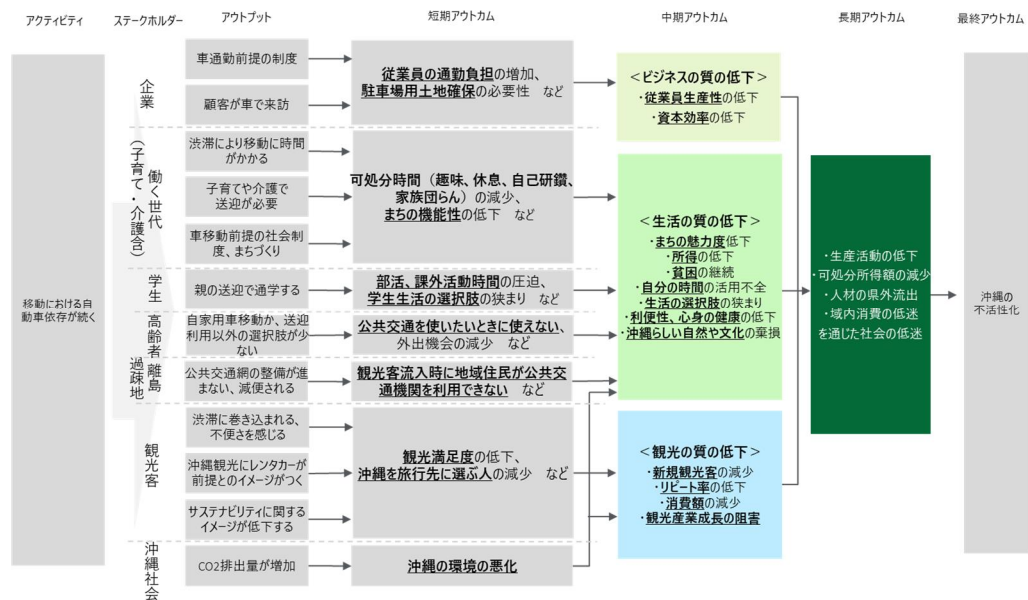 アクティビティ
ステークホルダー
アウトプット
短期アウトカム
中期アウトカム
長期アウトカム
最終アウトカム
移動における自
動車依存が続く
企業
車通勤前提の制度
顧客が車で来訪
従業員の通勤負担の増加、
駐車場用土地確保の必要性 など
働く世代
(子育て・介護含)
渋滞により移動に時間
がかかる
子育てや介護で
送迎が必要
車移動前提の社会制
度、まちづくり
可処分時間（趣味、休息、自己研鑽、
家族団らん）の減少、
まちの機能性の低下 など
学生
親の送迎で通学する
部活、課外活動時間の圧迫、
学生生活の選択肢の狭まり など
高齢者
自家用車移動か、送迎
利用以外の選択肢が少
ない
公共交通を使いたいときに使えない、
外出機会の減少 など
離島
過疎地
公共交通網の整備が進
まない、減便される
観光客流入時に地域住民が公共交
通機関を利用できない など
観光客
渋滞に巻き込まれる、
不便さを感じる
沖縄観光にレンタカーが
前提とのイメージがつく
サステナビリティに関する
イメージが低下する
観光満足度の低下、
沖縄を旅行先に選ぶ人の減少 など
沖縄社会
CO2排出量が増加
沖縄の環境の悪化
＜ビジネスの質の低下＞
・従業員生産性の低下
・資本効率の低下
＜生活の質の低下＞
・まちの魅力度低下
・所得の低下
・貧困の継続
・自分の時間の活用不全
・生活の選択肢の狭まり
・利便性、心身の健康の低下
・沖縄らしい自然や文化の棄損
＜観光の質の低下＞
・新規観光客の減少
・リピート率の低下
・消費額の減少
・観光産業成長の阻害
・生産活動の低下
・可処分所得額の減少
・人材の県外流出
・域内消費の低迷
を通じた社会の低迷
沖縄の
不活性化